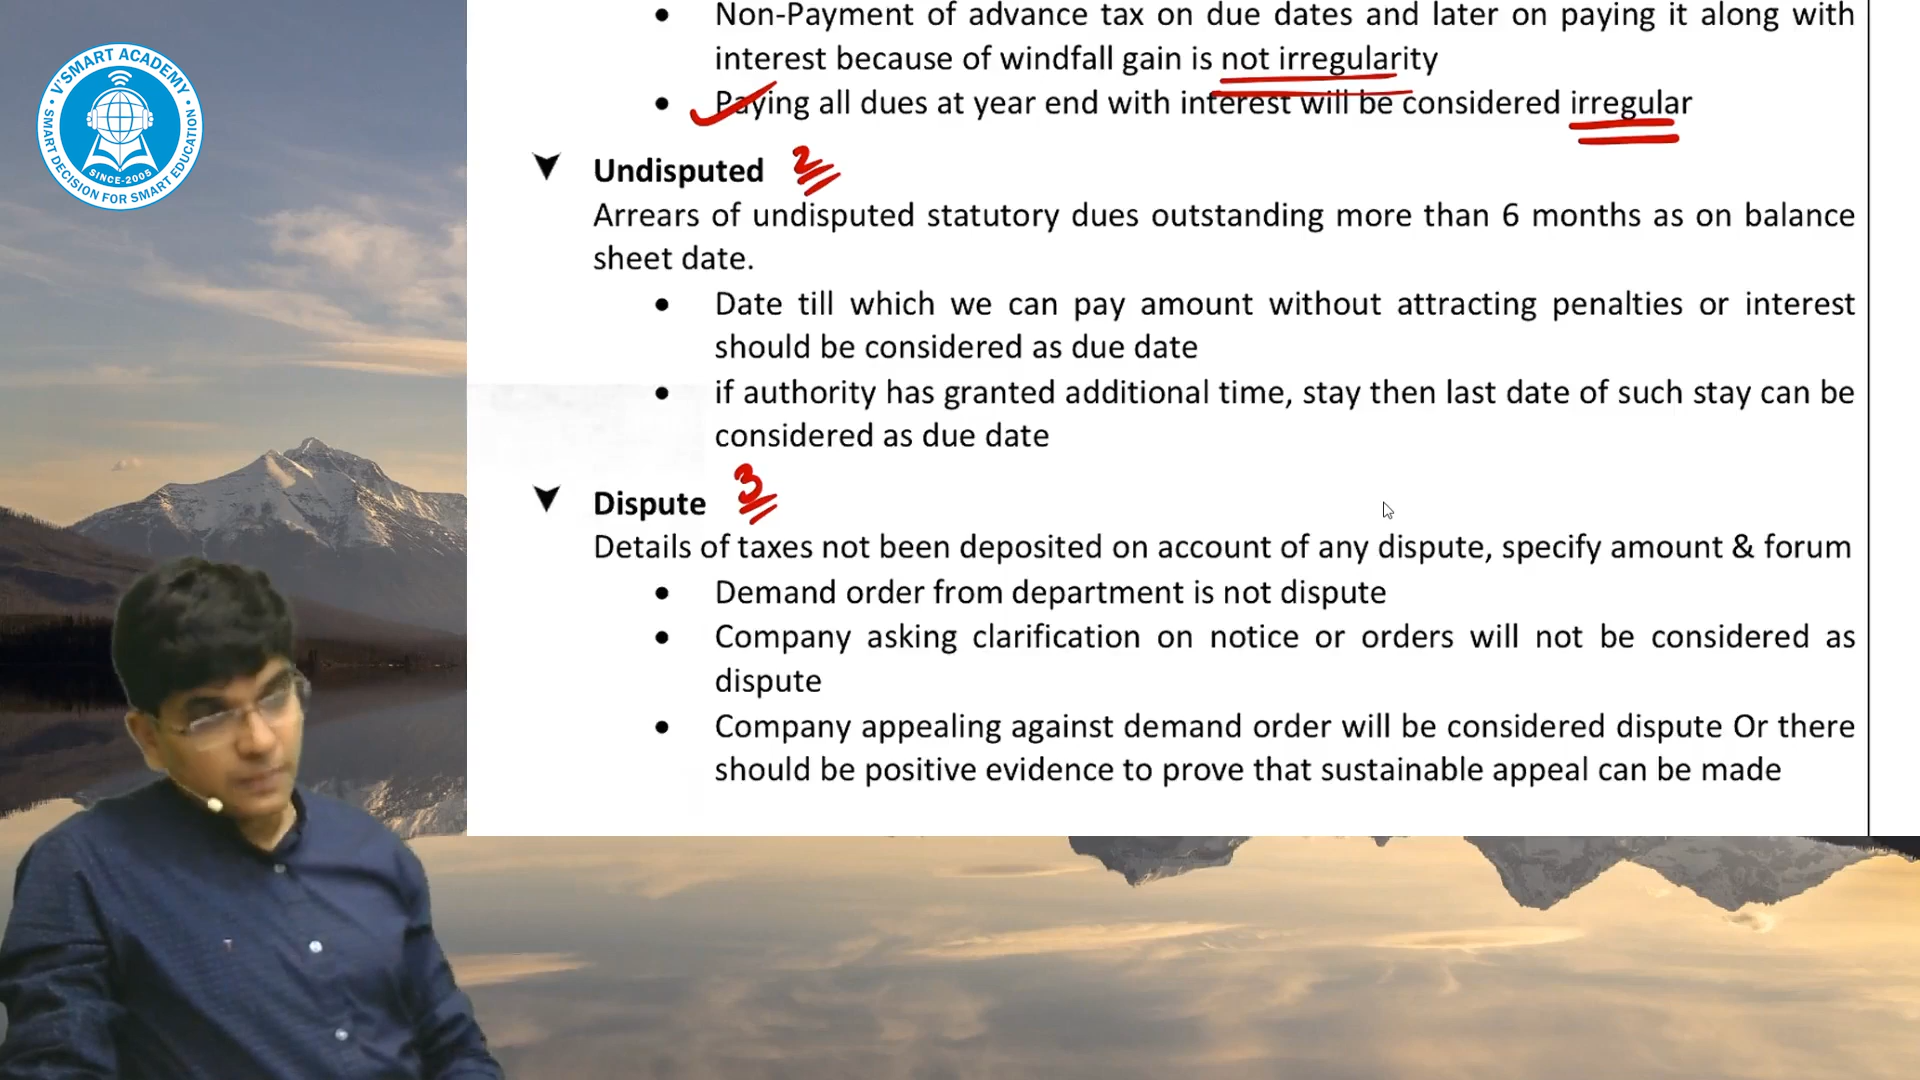 V'SMART ACADEMY
SMART DECISION FOR SMART EDUCATION
SINCE-2005
• Non-Payment of advance tax on due dates and later on paying it along with
interest because of windfall gain is not irregularity
• Paying all dues at year end with interest will be considered irregular
Undisputed 2
Arrears of undisputed statutory dues outstanding more than 6 months as on balance
sheet date.
• Date till which we can pay amount without attracting penalties or interest
should be considered as due date
• if authority has granted additional time, stay then last date of such stay can be
considered as due date
Dispute 3
Details of taxes not been deposited on account of any dispute, specify amount & forum
• Demand order from department is not dispute
• Company asking clarification on notice or orders will not be considered as
dispute
• Company appealing against demand order will be considered dispute Or there
should be positive evidence to prove that sustainable appeal can be made